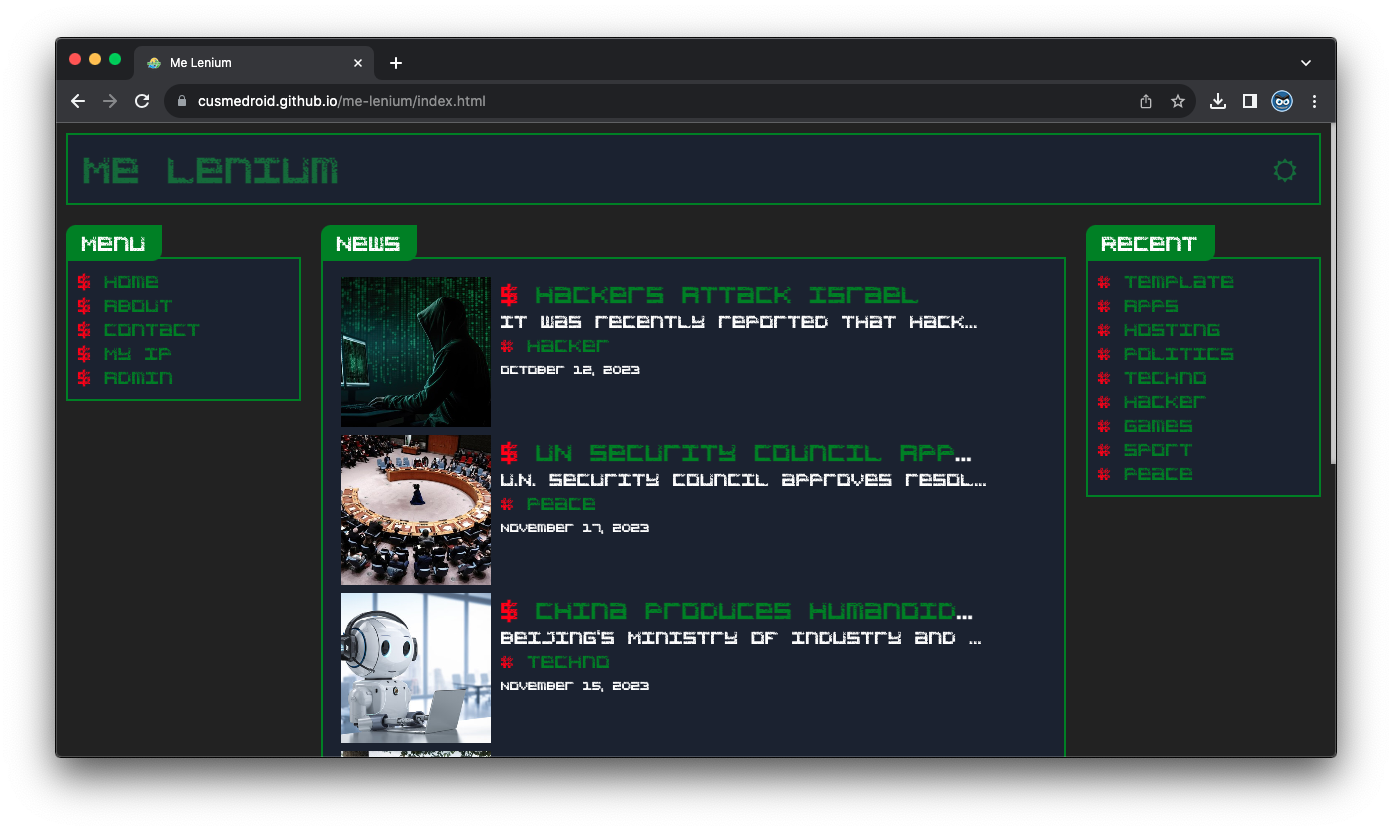 Me Lenium
cusmedroid.github.io/me-lenium/index.html
Me Lenium
Menu
$ Home
$ About
$ Contact
$ My IP
$ Admin
News
$ Hackers Attack Israel
It was recently reported that hack...
# Hacker
October 12, 2023
$ UN Security Council App...
U.N. Security Council approves resol...
# Peace
November 17, 2023
$ China Produces Humanoid...
Beijing's Ministry of Industry and ...
# Techno
November 15, 2023
Recent
# Template
# Apps
# Hosting
# Politics
# Techno
# Hacker
# Games
# Sport
# Peace